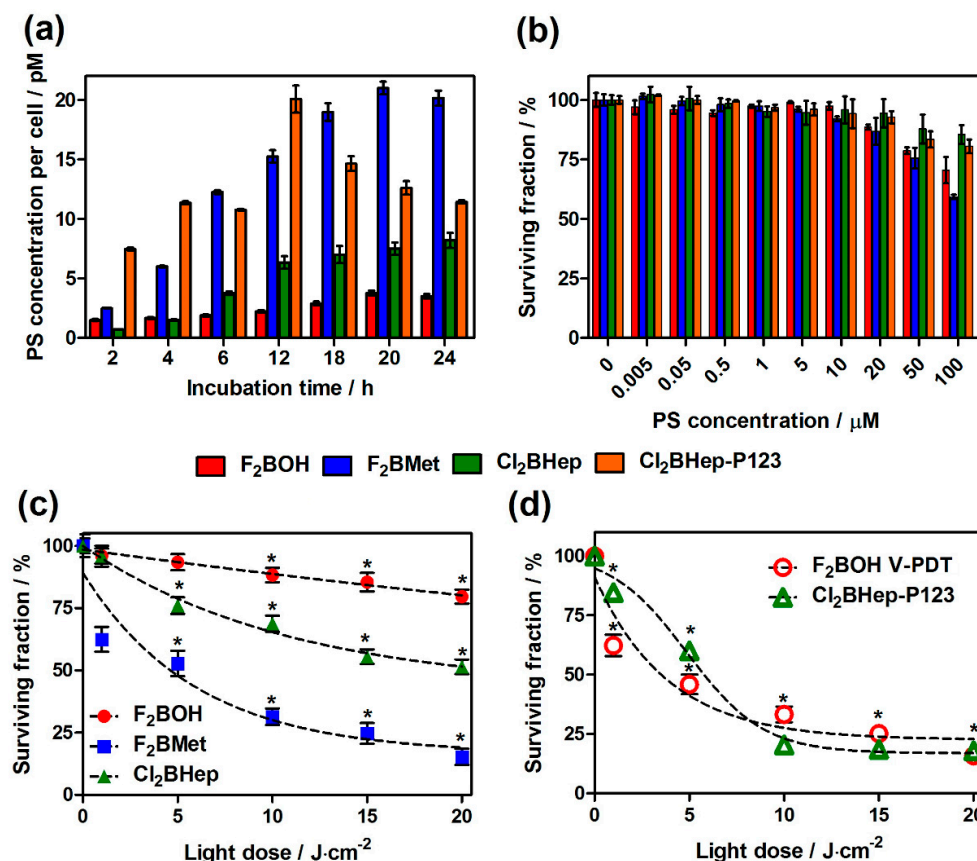 (a)
PS concentration per cell / pM
20
15
10
5
0
2 4 6 12 18 20 24
Incubation time / h
(b)
Surviving fraction / %
100
75
50
25
0
0 0.005 0.05 0.5 1 5 10 20 50 100
PS concentration / μM
F₂BOH F₂BMet Cl₂BHep Cl₂BHep-P123
(c)
Surviving fraction / %
100
75
50
25
0
* * *
* * * *
* * * *
F₂BOH
F₂BMet
Cl₂BHep
0 5 10 15 20
Light dose / J·cm⁻²
(d)
Surviving fraction / %
100
75
50
25
0
F₂BOH V-PDT
Cl₂BHep-P123
*
* *
* * * *
0 5 10 15 20
Light dose / J·cm⁻²